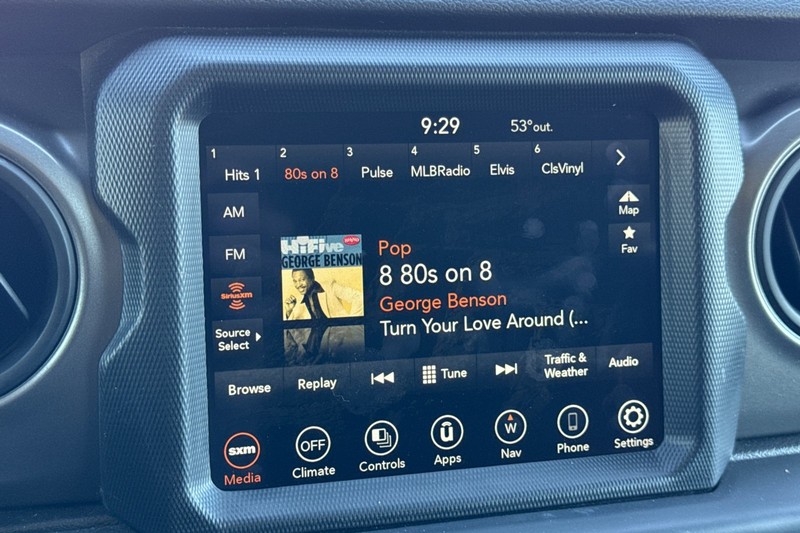 9:29 53°out.
1 2 3 4 5 6
Hits 1 80s on 8 Pulse MLBRadio Elvis ClsVinyl
AM
Map
FM
Fav
HiFive
GEORGE BENSON
Pop
8 80s on 8
SiriusXM
George Benson
Turn Your Love Around (...
Source
Select
Browse Replay Tune Traffic &
Weather Audio
sxm OFF W
Media Climate Controls Apps Nav Phone Settings